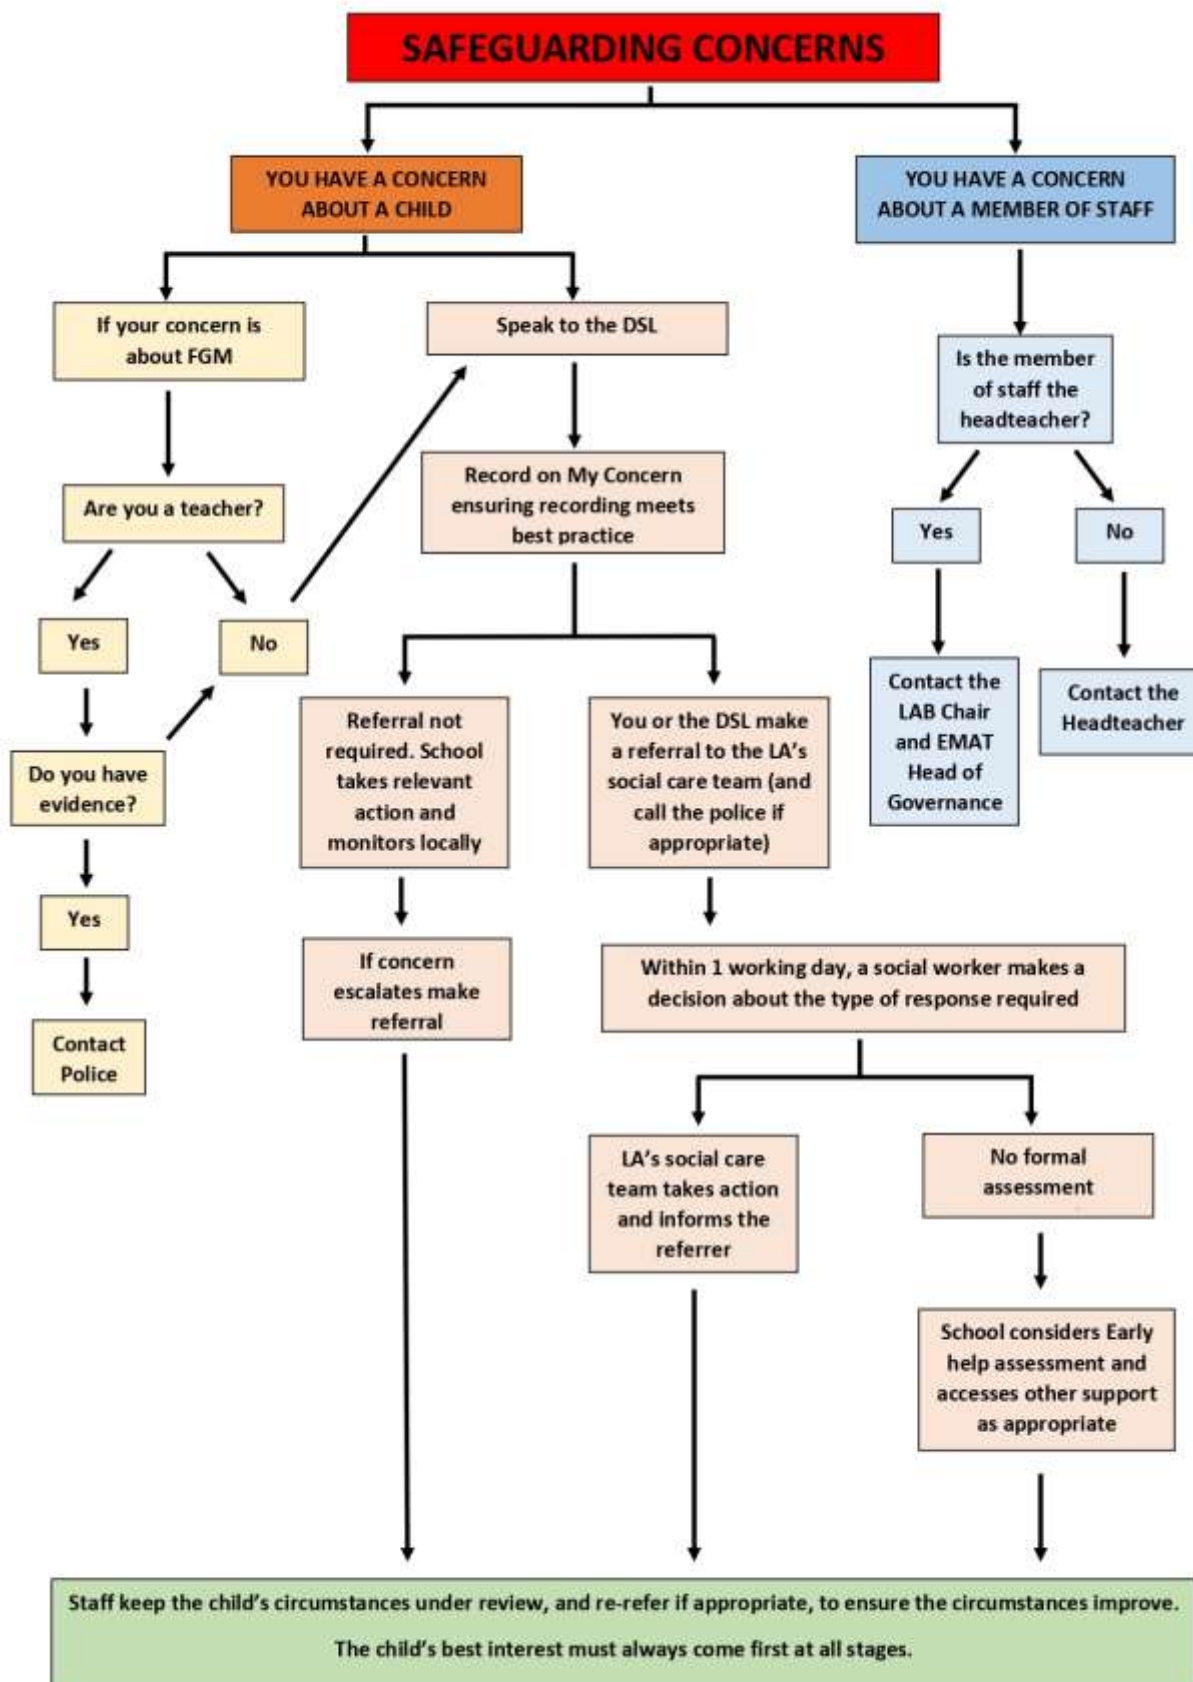 SAFEGUARDING CONCERNS
YOU HAVE A CONCERN
ABOUT A CHILD
YOU HAVE A CONCERN
ABOUT A MEMBER OF STAFF
If your concern is
about FGM
Speak to the DSL
Is the member
of staff the
headteacher?
Record on My Concern
ensuring recording meets
best practice
Are you a teacher?
Yes
No
Yes
No
Contact the
LAB Chair
and EMAT
Head of
Governance
Contact the
Headteacher
Referral not
required. School
takes relevant
action and
monitors locally
You or the DSL make
a referral to the LA's
social care team (and
call the police if
appropriate)
Do you have
evidence?
Yes
If concern
escalates make
referral
Within 1 working day, a social worker makes a
decision about the type of response required
Contact
Police
LA's social care
team takes action
and informs the
referrer
No formal
assessment
School considers Early
help assessment and
accesses other support
as appropriate
Staff keep the child's circumstances under review, and re-refer if appropriate, to ensure the circumstances improve.
The child's best interest must always come first at all stages.